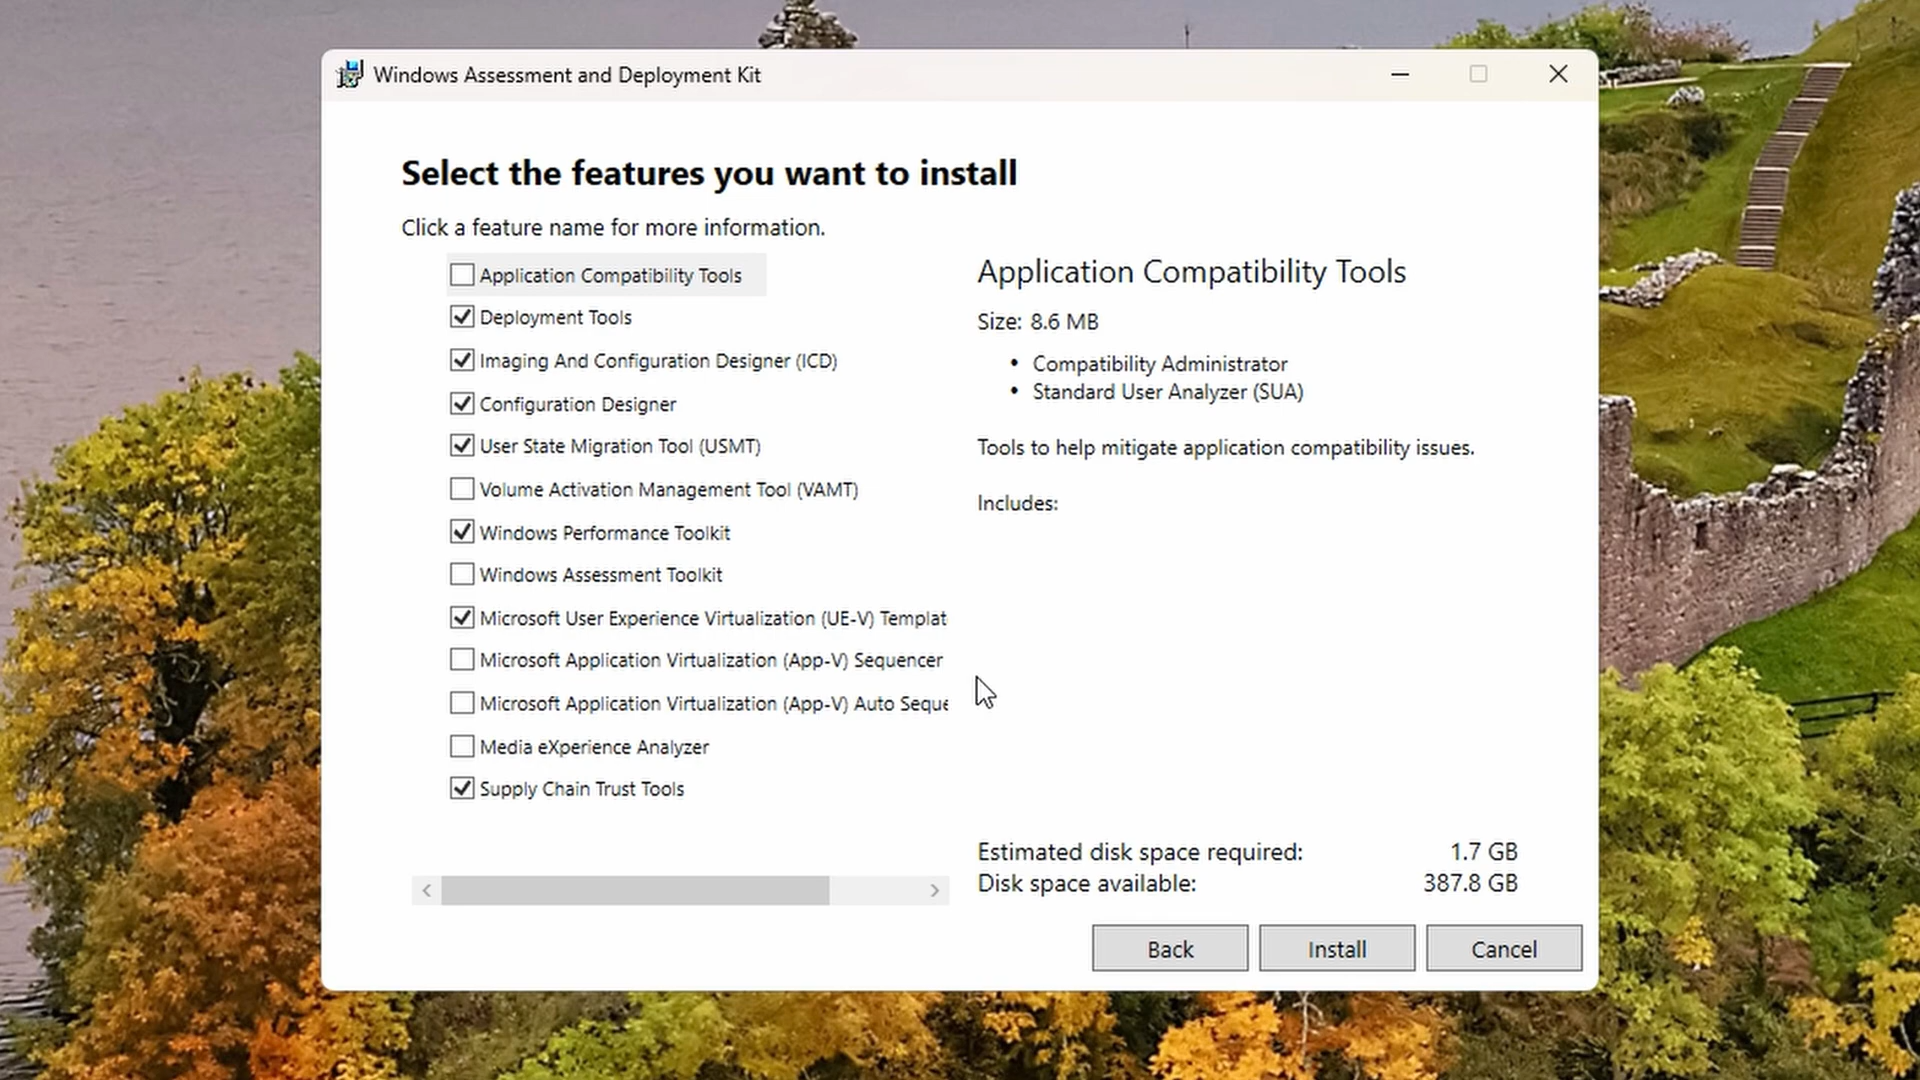 Windows Assessment and Deployment Kit
Select the features you want to install
Click a feature name for more information.
Application Compatibility Tools
Deployment Tools
Imaging And Configuration Designer (ICD)
Configuration Designer
User State Migration Tool (USMT)
Volume Activation Management Tool (VAMT)
Windows Performance Toolkit
Windows Assessment Toolkit
Microsoft User Experience Virtualization (UE-V) Templat
Microsoft Application Virtualization (App-V) Sequencer
Microsoft Application Virtualization (App-V) Auto Seque
Media eXperience Analyzer
Supply Chain Trust Tools
Application Compatibility Tools
Size: 8.6 MB
• Compatibility Administrator
• Standard User Analyzer (SUA)
Tools to help mitigate application compatibility issues.
Includes:
Estimated disk space required: 1.7 GB
Disk space available: 387.8 GB
Back Install Cancel